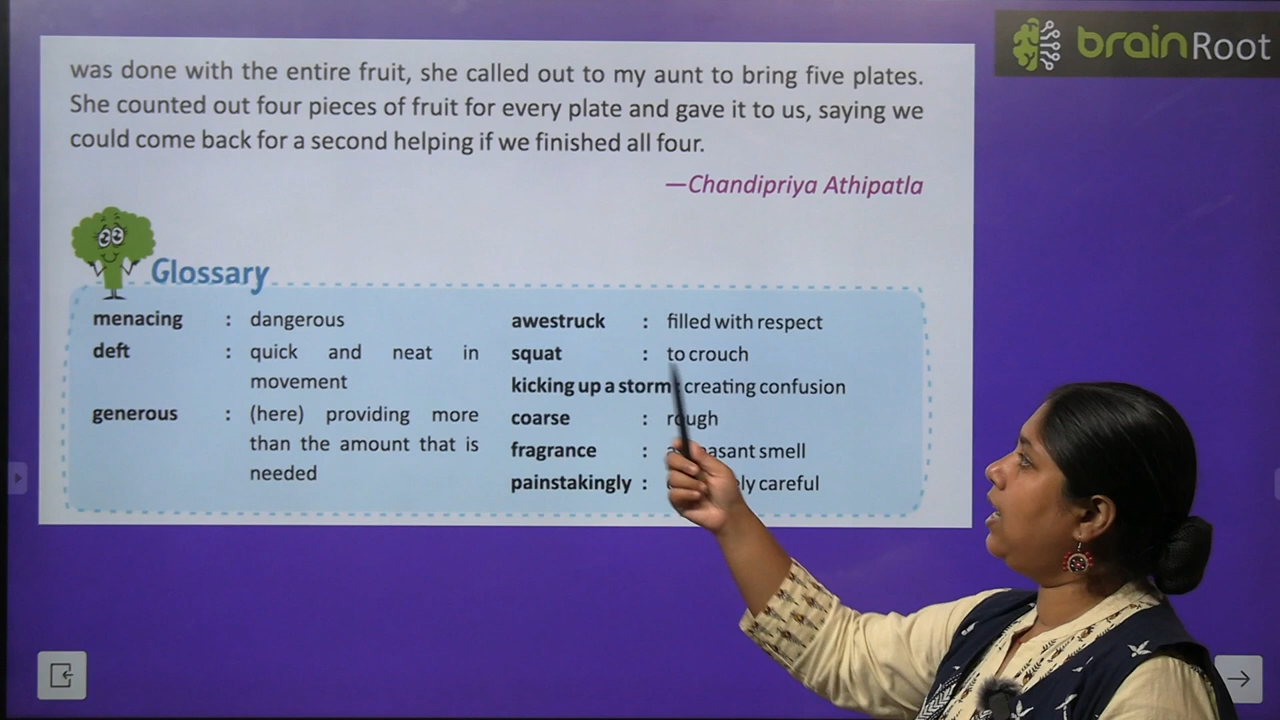 brainRoot
was done with the entire fruit, she called out to my aunt to bring five plates.
She counted out four pieces of fruit for every plate and gave it to us, saying we
could come back for a second helping if we finished all four.
—Chandipriya Athipatla
Glossary
menacing : dangerous
deft : quick and neat in
movement
generous : (here) providing more
than the amount that is
needed
awestruck : filled with respect
squat : to crouch
kicking up a storm : creating confusion
coarse : rough
fragrance : smell
painstakingly : careful